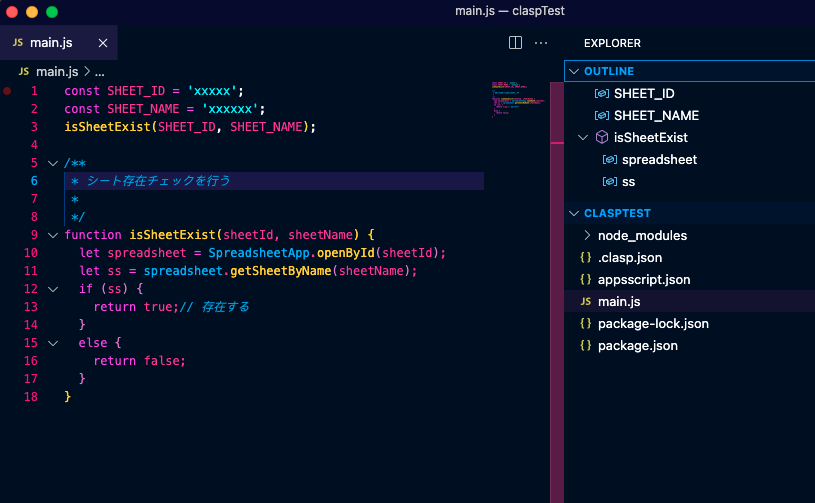 main.js — claspTest
JS main.js
JS main.js > ...
1 const SHEET_ID = 'xxxxx';
2 const SHEET_NAME = 'xxxxxx';
3 isSheetExist(SHEET_ID, SHEET_NAME);
4
5 /**
6 * シート存在チェックを行う
7 *
8 */
9 function isSheetExist(sheetId, sheetName) {
10 let spreadsheet = SpreadsheetApp.openById(sheetId);
11 let ss = spreadsheet.getSheetByName(sheetName);
12 if (ss) {
13 return true;// 存在する
14 }
15 else {
16 return false;
17 }
18 }
EXPLORER
OUTLINE
SHEET_ID
SHEET_NAME
isSheetExist
spreadsheet
ss
CLASPTEST
node_modules
{} .clasp.json
{} appsscript.json
JS main.js
{} package-lock.json
{} package.json